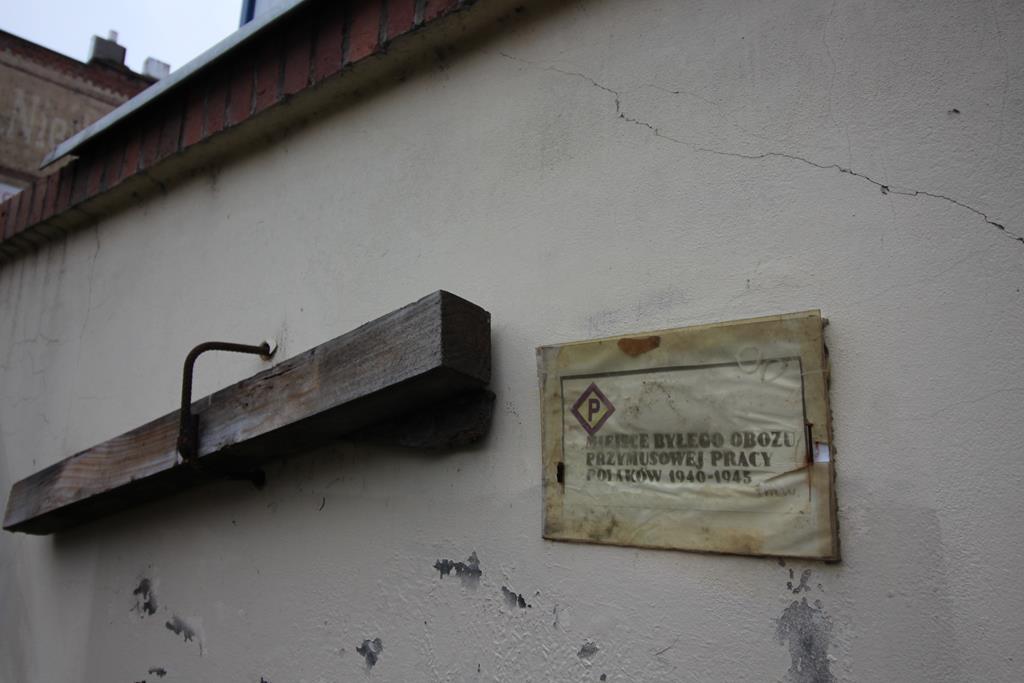 P
MIEJSCE BYŁEGO OBOZU
PRZYMUSOWEJ PRACY
POLAKÓW 1940-1945